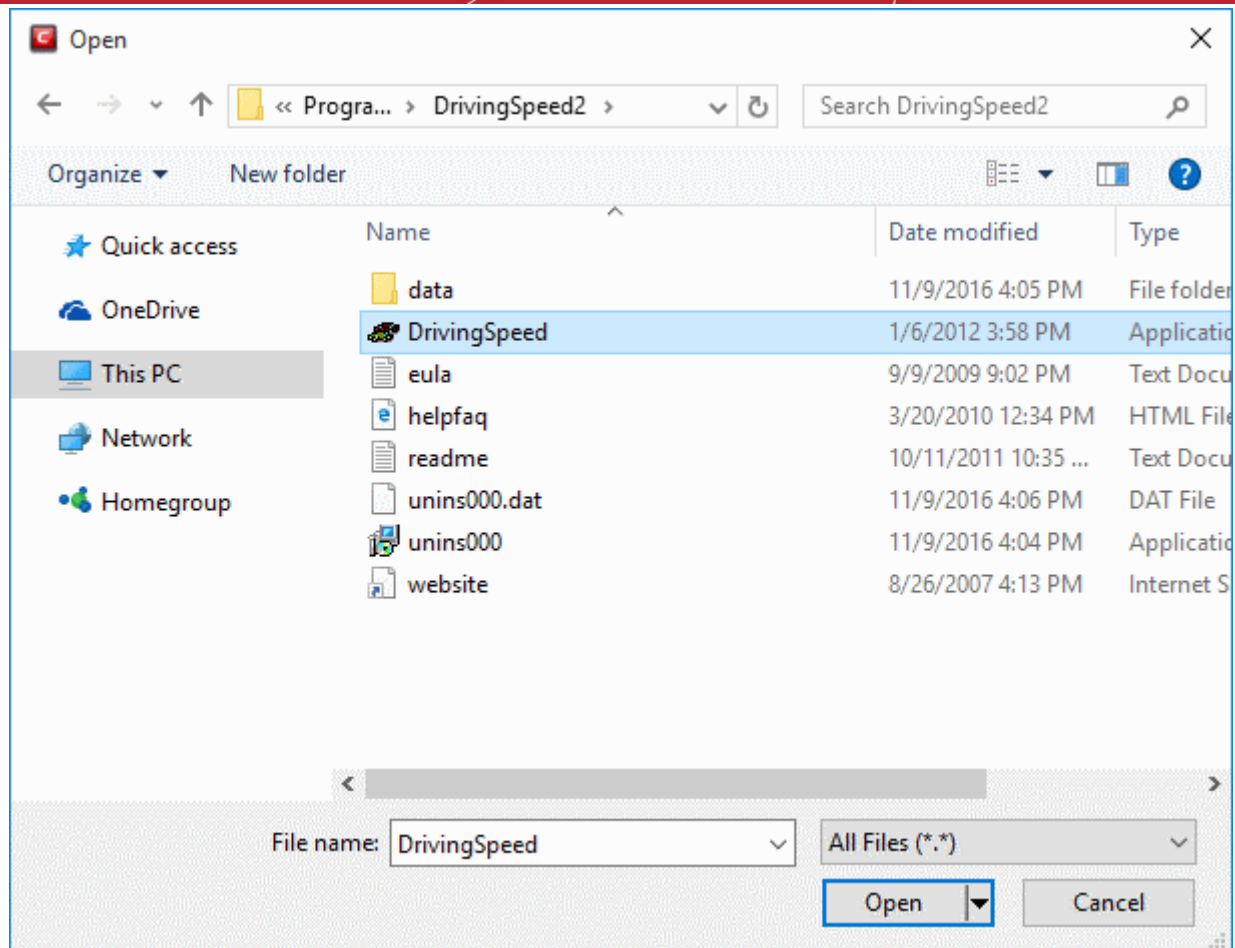 Open
« Progra... › DrivingSpeed2 › Search DrivingSpeed2
Organize New folder
Name Date modified Type
Quick access
OneDrive
This PC
Network
Homegroup
data 11/9/2016 4:05 PM File folder
DrivingSpeed 1/6/2012 3:58 PM Applicatio
eula 9/9/2009 9:02 PM Text Docu
helpfaq 3/20/2010 12:34 PM HTML File
readme 10/11/2011 10:35 ... Text Docu
unins000.dat 11/9/2016 4:06 PM DAT File
unins000 11/9/2016 4:04 PM Applicatio
website 8/26/2007 4:13 PM Internet S
File name: DrivingSpeed All Files (*.*)
Open Cancel